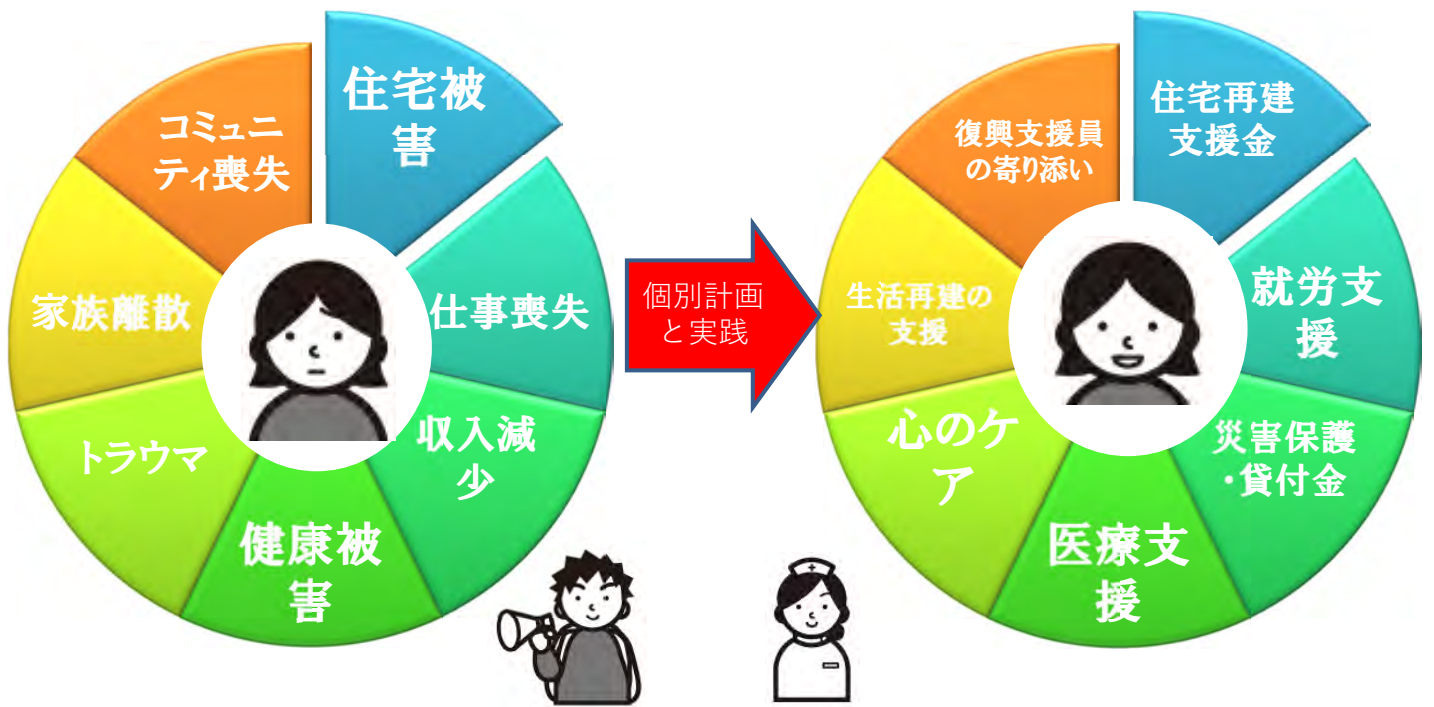 住宅被
害
仕事喪失
収入減
少
健康被
害
トラウマ
家族離散
コミュニ
ティ喪失
個別計画
と実践
住宅再建
支援金
就労支
援
災害保護
・貸付金
医療支
援
心のケ
ア
生活再建の
支援
復興支援員
の寄り添い